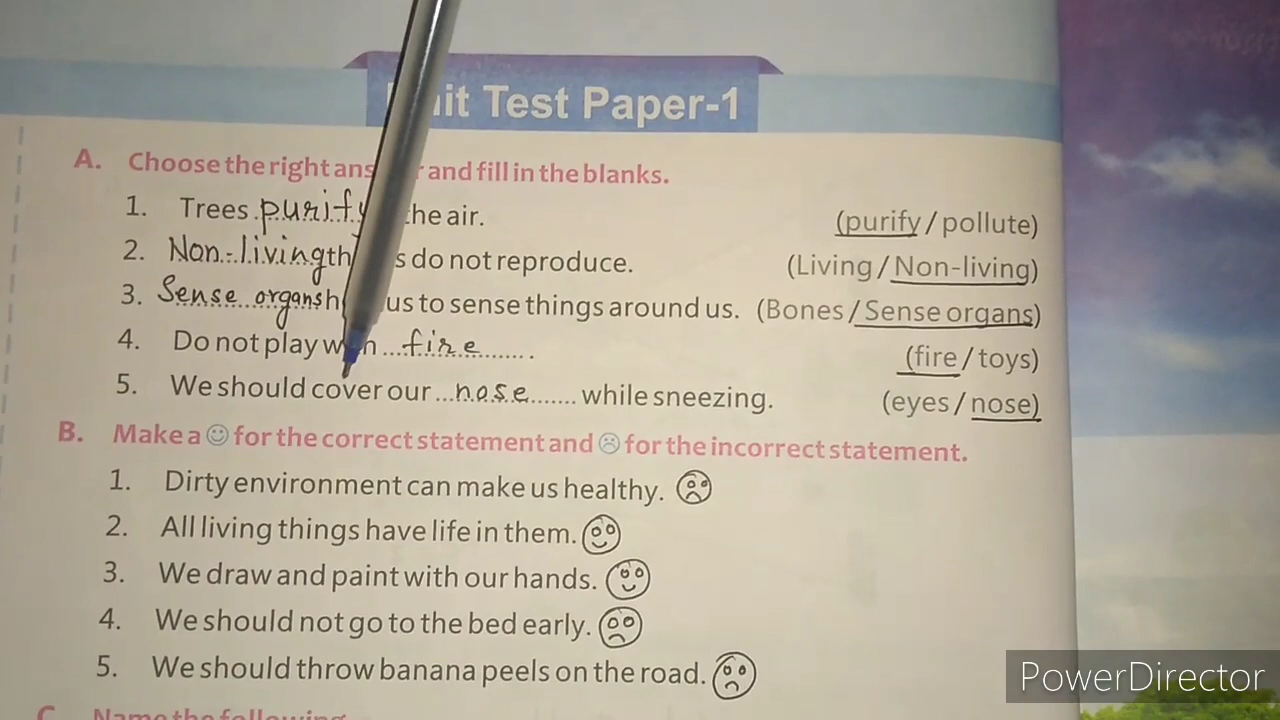 it Test Paper-1
A. Choose the right ans r and fill in the blanks.
1. Trees purify the air. (purify / pollute)
2. Non-living th s do not reproduce. (Living / Non-living)
3. Sense organs h us to sense things around us. (Bones / Sense organs)
4. Do not play with fire. (fire / toys)
5. We should cover our nose while sneezing. (eyes / nose)
B. Make a ☺ for the correct statement and ☹ for the incorrect statement.
1. Dirty environment can make us healthy. ☹
2. All living things have life in them. ☺
3. We draw and paint with our hands. ☺
4. We should not go to the bed early. ☹
5. We should throw banana peels on the road. ☹
C. Name the following.
PowerDirector